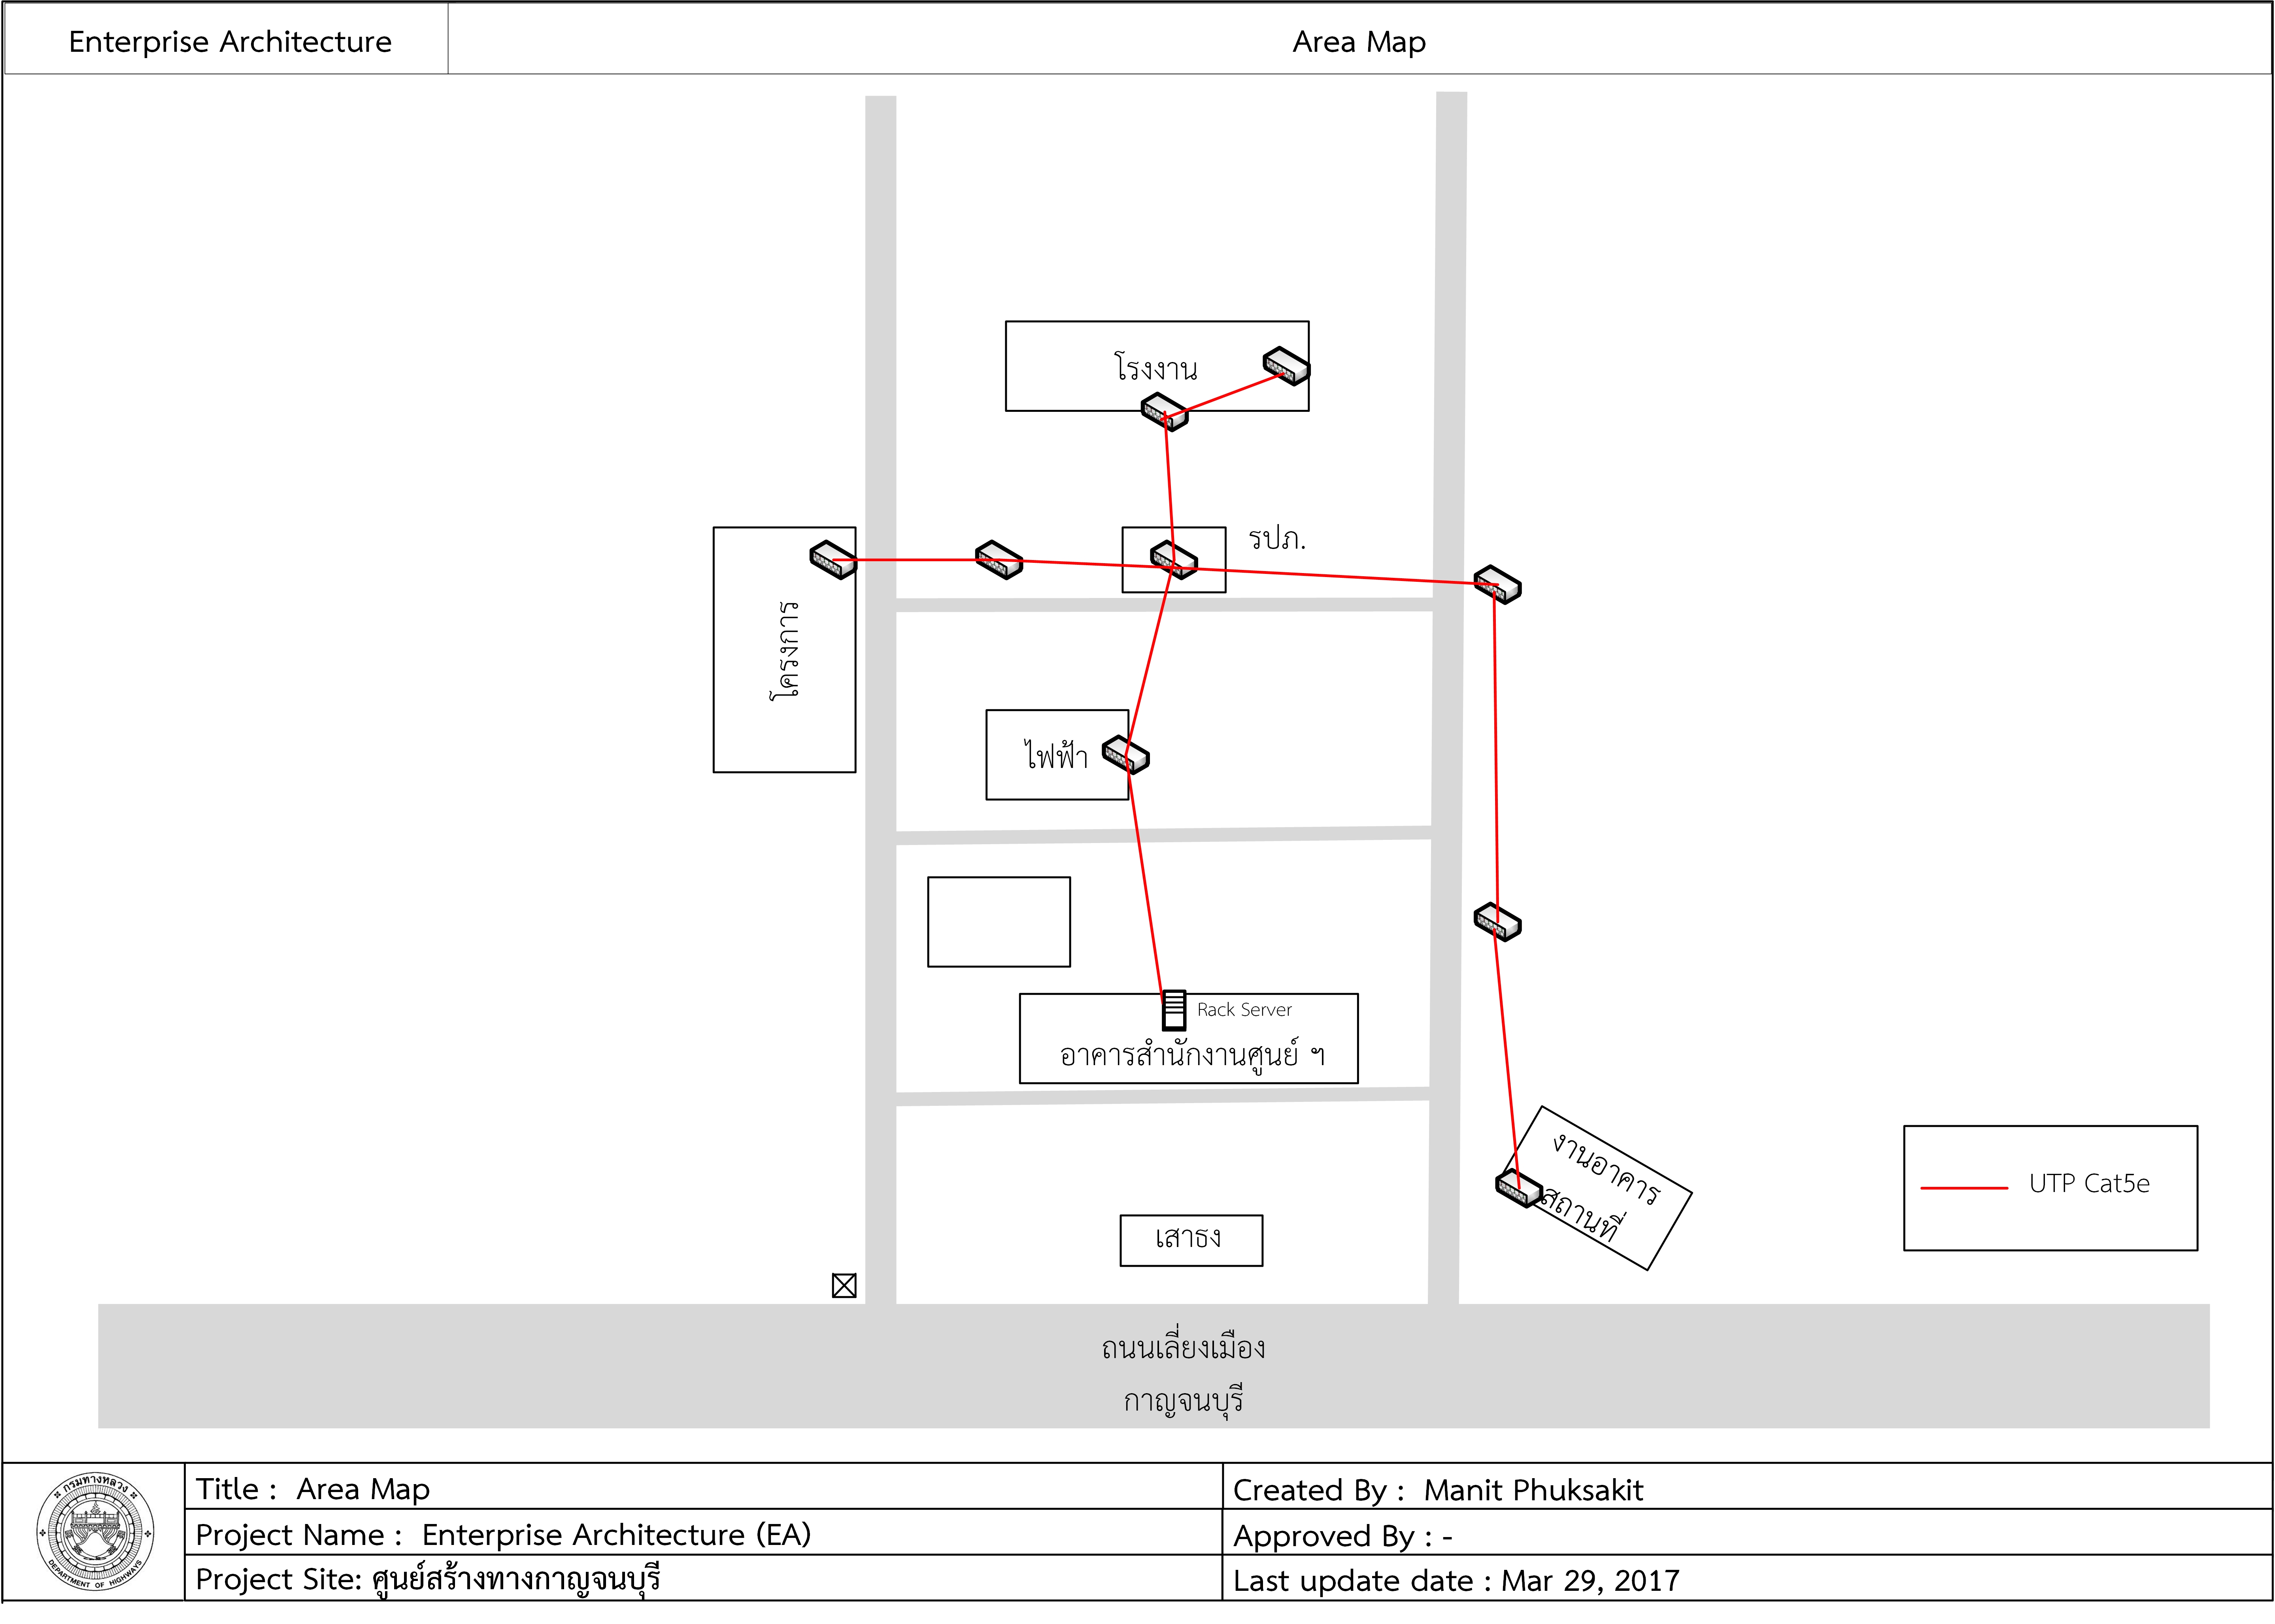 Enterprise Architecture
Area Map
โรงงาน
รปภ.
โครงการ
ไฟฟ้า
Rack Server
อาคารสำนักงานศูนย์ ฯ
งานอาคาร
สถานที่
UTP Cat5e
เสาธง
ถนนเลี่ยงเมือง
กาญจนบุรี
กรมทางหลวง
DEPARTMENT OF HIGHWAYS
Title : Area Map
Created By : Manit Phuksakit
Project Name : Enterprise Architecture (EA)
Approved By : -
Project Site: ศูนย์สร้างทางกาญจนบุรี
Last update date : Mar 29, 2017